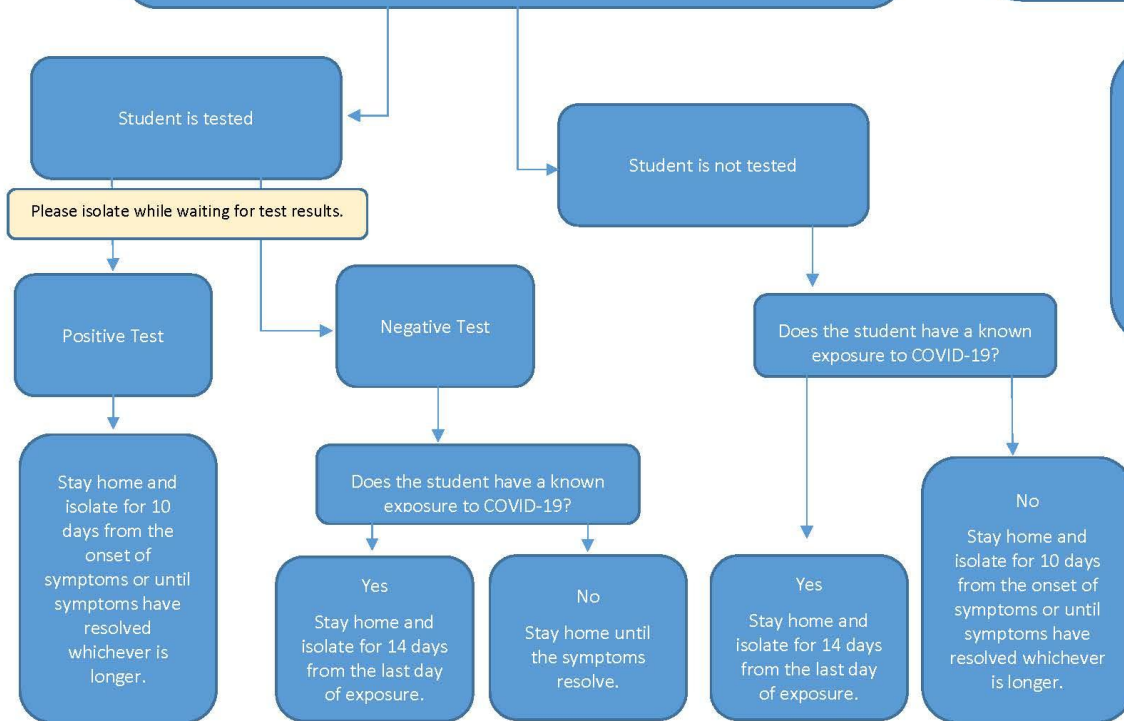 Student is tested
Student is not tested
Please isolate while waiting for test results.
Positive Test
Negative Test
Does the student have a known
exposure to COVID-19?
Stay home and
isolate for 10
days from the
onset of
symptoms or until
symptoms have
resolved
whichever is
longer.
Does the student have a known
exposure to COVID-19?
Yes
Stay home and
isolate for 14 days
from the last day
of exposure.
No
Stay home until
the symptoms
resolve.
Yes
Stay home and
isolate for 14 days
from the last day
of exposure.
No
Stay home and
isolate for 10 days
from the onset of
symptoms or until
symptoms have
resolved whichever
is longer.